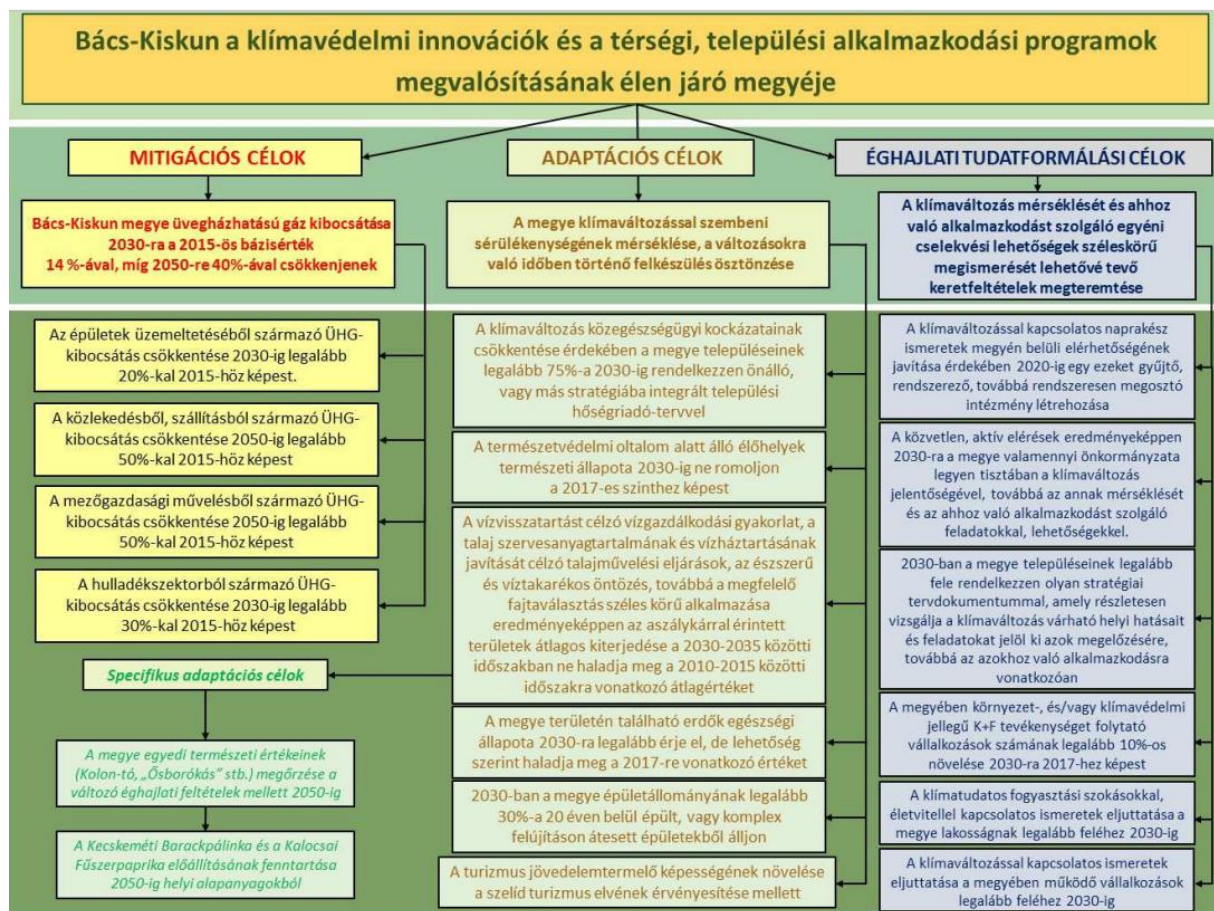 Bács-Kiskun a klímavédelmi innovációk és a térségi, települési alkalmazkodási programok
megvalósításának élen járó megyéje
MITIGÁCIÓS CÉLOK
Bács-Kiskun megye üvegházhatású gáz kibocsátása
2030-ra a 2015-ös bázisérték
14 %-ával, míg 2050-re 40%-ával csökkenjenek
Az épületek üzemeltetéséből származó ÜHG-
kibocsátás csökkentése 2030-ig legalább
20%-kal 2015-höz képest.
A közlekedésből, szállításból származó ÜHG-
kibocsátás csökkentése 2050-ig legalább
50%-kal 2015-höz képest
A mezőgazdasági művelésből származó ÜHG-
kibocsátás csökkentése 2050-ig legalább
50%-kal 2015-höz képest
A hulladékszektorból származó ÜHG-
kibocsátás csökkentése 2030-ig legalább
30%-kal 2015-höz képest
Specifikus adaptációs célok
A megye egyedi természeti értékeinek
(Kolon-tó, „Ősborókás” stb.) megőrzése a
változó éghajlati feltételek mellett 2050-ig
A Kecskeméti Barackpálinka és a Kalocsai
Fűszerpaprika előállításának fenntartása
2050-ig helyi alapanyagokból
ADAPTÁCIÓS CÉLOK
A megye klímaváltozással szembeni
sérülékenységének mérséklése, a változásokra
való időben történő felkészülés ösztönzése
A klímaváltozás közegészségügyi kockázatainak
csökkentése érdekében a megye településeinek
legalább 75%-a 2030-ig rendelkezzen önálló,
vagy más stratégiába integrált települési
hőségriadó-tervvel
A természetvédelmi oltalom alatt álló élőhelyek
természeti állapota 2030-ig ne romoljon
a 2017-es szinthez képest
A vízvisszatartást célzó vízgazdálkodási gyakorlat, a
talaj szervesanyagtartalmának és vízháztartásának
javítását célzó talajművelési eljárások, az észszerű
és víztakarékos öntözés, továbbá a megfelelő
fajtaválasztás széles körű alkalmazása
eredményeképpen az aszálykárral érintett
területek átlagos kiterjedése a 2030-2035 közötti
időszakban ne haladja meg a 2010-2015 közötti
időszakra vonatkozó átlagértéket
A megye területén található erdők egészségi
állapota 2030-ra legalább érje el, de lehetőség
szerint haladja meg a 2017-re vonatkozó értéket
2030-ban a megye épületállományának legalább
30%-a 20 éven belül épült, vagy komplex
felújításon átesett épületekből álljon
A turizmus jövedelemtermelő képességének növelése
a szelíd turizmus elvének érvényesítése mellett
ÉGHAJLATI TUDATFORMÁLÁSI CÉLOK
A klímaváltozás mérséklését és ahhoz
való alkalmazkodást szolgáló egyéni
cselekvési lehetőségek széleskörű
megismerését lehetővé tevő
keretfeltételek megteremtése
A klímaváltozással kapcsolatos naprakész
ismeretek megyén belüli elérhetőségének
javítása érdekében 2020-ig egy ezeket gyűjtő,
rendszerező, továbbá rendszeresen megosztó
intézmény létrehozása
A közvetlen, aktív elérések eredményeképpen
2030-ra a megye valamennyi önkormányzata
legyen tisztában a klímaváltozás
jelentőségével, továbbá az annak mérséklését
és az ahhoz való alkalmazkodást szolgáló
feladatokkal, lehetőségekkel.
2030-ban a megye településeinek legalább
fele rendelkezzen olyan stratégiai
tervdokumentummal, amely részletesen
vizsgálja a klímaváltozás várható helyi hatásait
és feladatokat jelöl ki azok megelőzésére,
továbbá az azokhoz való alkalmazkodásra
vonatkozóan
A megyében környezet-, és/vagy klímavédelmi
jellegű K+F tevékenységet folytató
vállalkozások számának legalább 10%-os
növelése 2030-ra 2017-hez képest
A klímatudatos fogyasztási szokásokkal,
életvitellel kapcsolatos ismeretek eljuttatása a
megye lakosságnak legalább feléhez 2030-ig
A klímaváltozással kapcsolatos ismeretek
eljuttatása a megyében működő vállalkozások
legalább feléhez 2030-ig